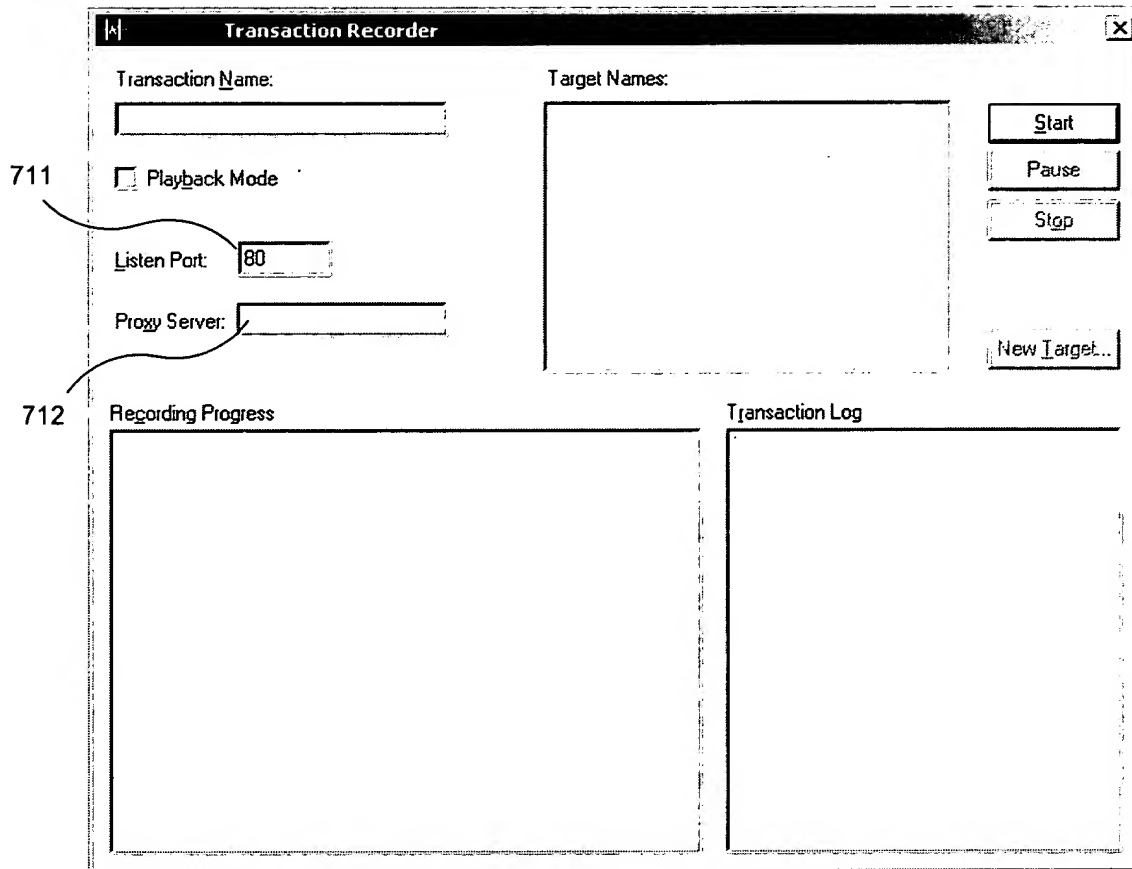 Transaction Recorder
Transaction Name:
Target Names:
Start
Pause
Stop
711
Playback Mode
Listen Port: 80
Proxy Server:
New Target...
712
Recording Progress
Transaction Log